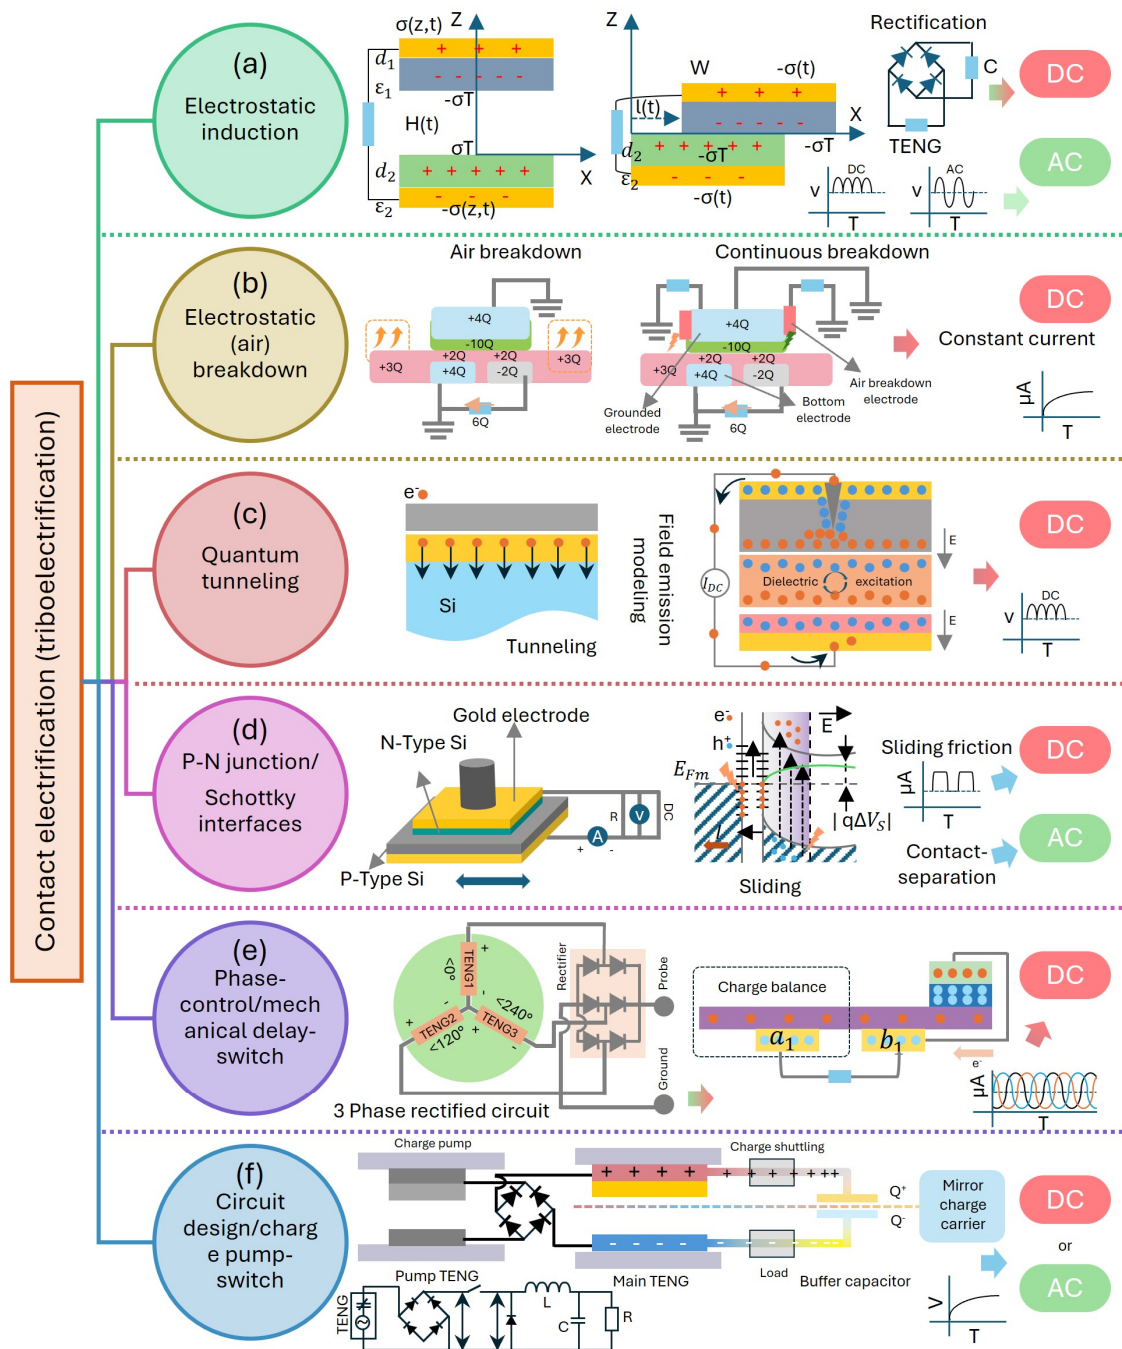 Contact electrification (triboelectrification)
(a)
Electrostatic
induction
σ(z,t)
Z
d₁
ε₁
-σT
H(t)
σT
d₂
X
ε₂
-σ(z,t)
Z
W
-σ(t)
l(t)
X
d₂
-σT
-σT
ε₂
-σ(t)
Rectification
C
TENG
DC
V
T
AC
V
T
DC
AC
(b)
Electrostatic
(air)
breakdown
Air breakdown
+4Q
-10Q
+2Q
+2Q
+3Q
+3Q
+4Q
-2Q
6Q
Continuous breakdown
+4Q
-10Q
+2Q
+2Q
+3Q
+4Q
-2Q
6Q
Grounded
electrode
Bottom
electrode
Air breakdown
electrode
DC
Constant current
µA
T
(c)
Quantum
tunneling
e⁻
Si
Tunneling
Field emission
modeling
I_DC
Dielectric
excitation
E
E
DC
DC
V
T
(d)
P-N junction/
Schottky
interfaces
Gold electrode
N-Type Si
P-Type Si
A
+
-
R
V
DC
e⁻
h⁺
E
E_Fm
| qΔV_S|
Sliding
Sliding friction
µA
T
Contact-
separation
DC
AC
(e)
Phase-
control/mech
anical delay-
switch
+
TENG1
<0°
-
+
TENG2
-
<120°
<240°
TENG3
+
-
Rectifier
Probe
Ground
3 Phase rectified circuit
Charge balance
a₁
b₁
e⁻
DC
µA
T
(f)
Circuit
design/charg
e pump-
switch
Charge pump
Pump TENG
Main TENG
Charge shuttling
Load
Q⁺
Q⁻
Buffer capacitor
Mirror
charge
carrier
TENG
L
C
R
DC
or
AC
V
T